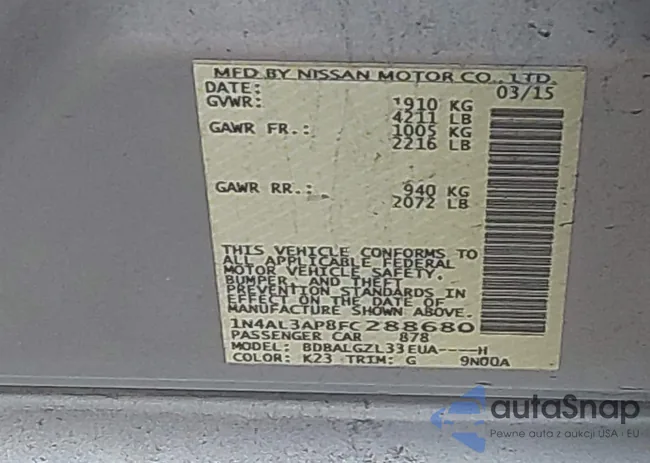 MFD BY NISSAN MOTOR CO., LTD.
DATE: 03/15
GVWR: 1910 KG
4211 LB
GAWR FR.: 1005 KG
2216 LB
GAWR RR.: 940 KG
2072 LB
THIS VEHICLE CONFORMS TO
ALL APPLICABLE FEDERAL
MOTOR VEHICLE SAFETY,
BUMPER, AND THEFT
PREVENTION STANDARDS IN
EFFECT ON THE DATE OF
MANUFACTURE SHOWN ABOVE.
1N4AL3AP8FC288680
PASSENGER CAR 878
MODEL: BDBALGZL33EUA----H
COLOR: K23 TRIM: G 9N00A
autaSnap
Pewne auta z aukcji USA i EU